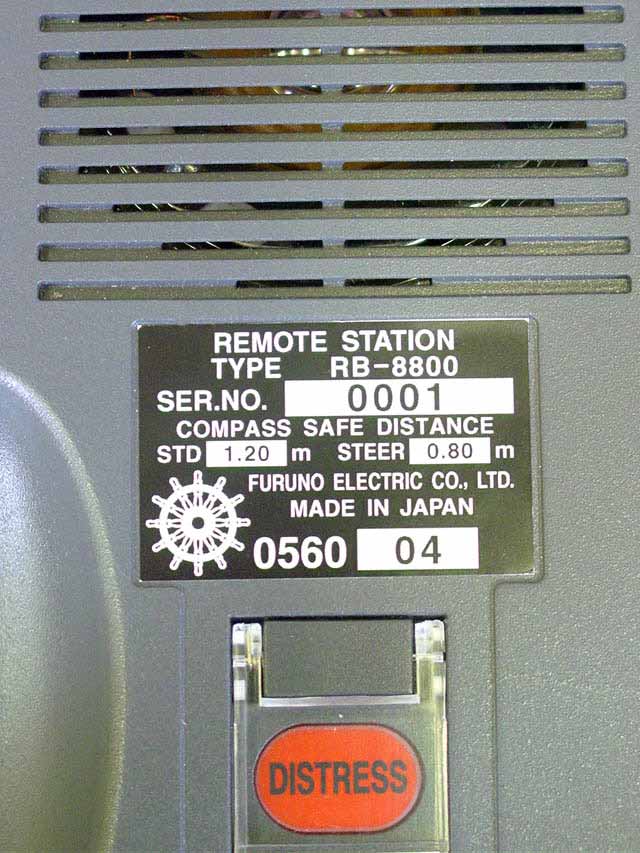 REMOTE STATION
TYPE RB-8800
SER.NO. 0001
COMPASS SAFE DISTANCE
STD 1.20 m STEER 0.80 m
FURUNO ELECTRIC CO., LTD.
MADE IN JAPAN
0560 04
DISTRESS